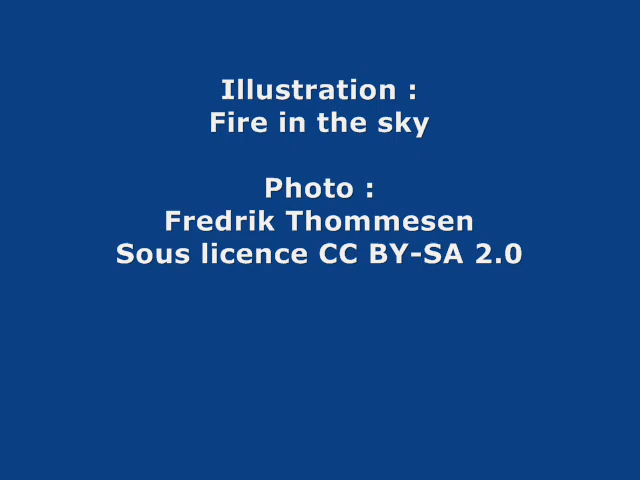 Illustration :
Fire in the sky
Photo :
Fredrik Thommesen
Sous licence CC BY-SA 2.0